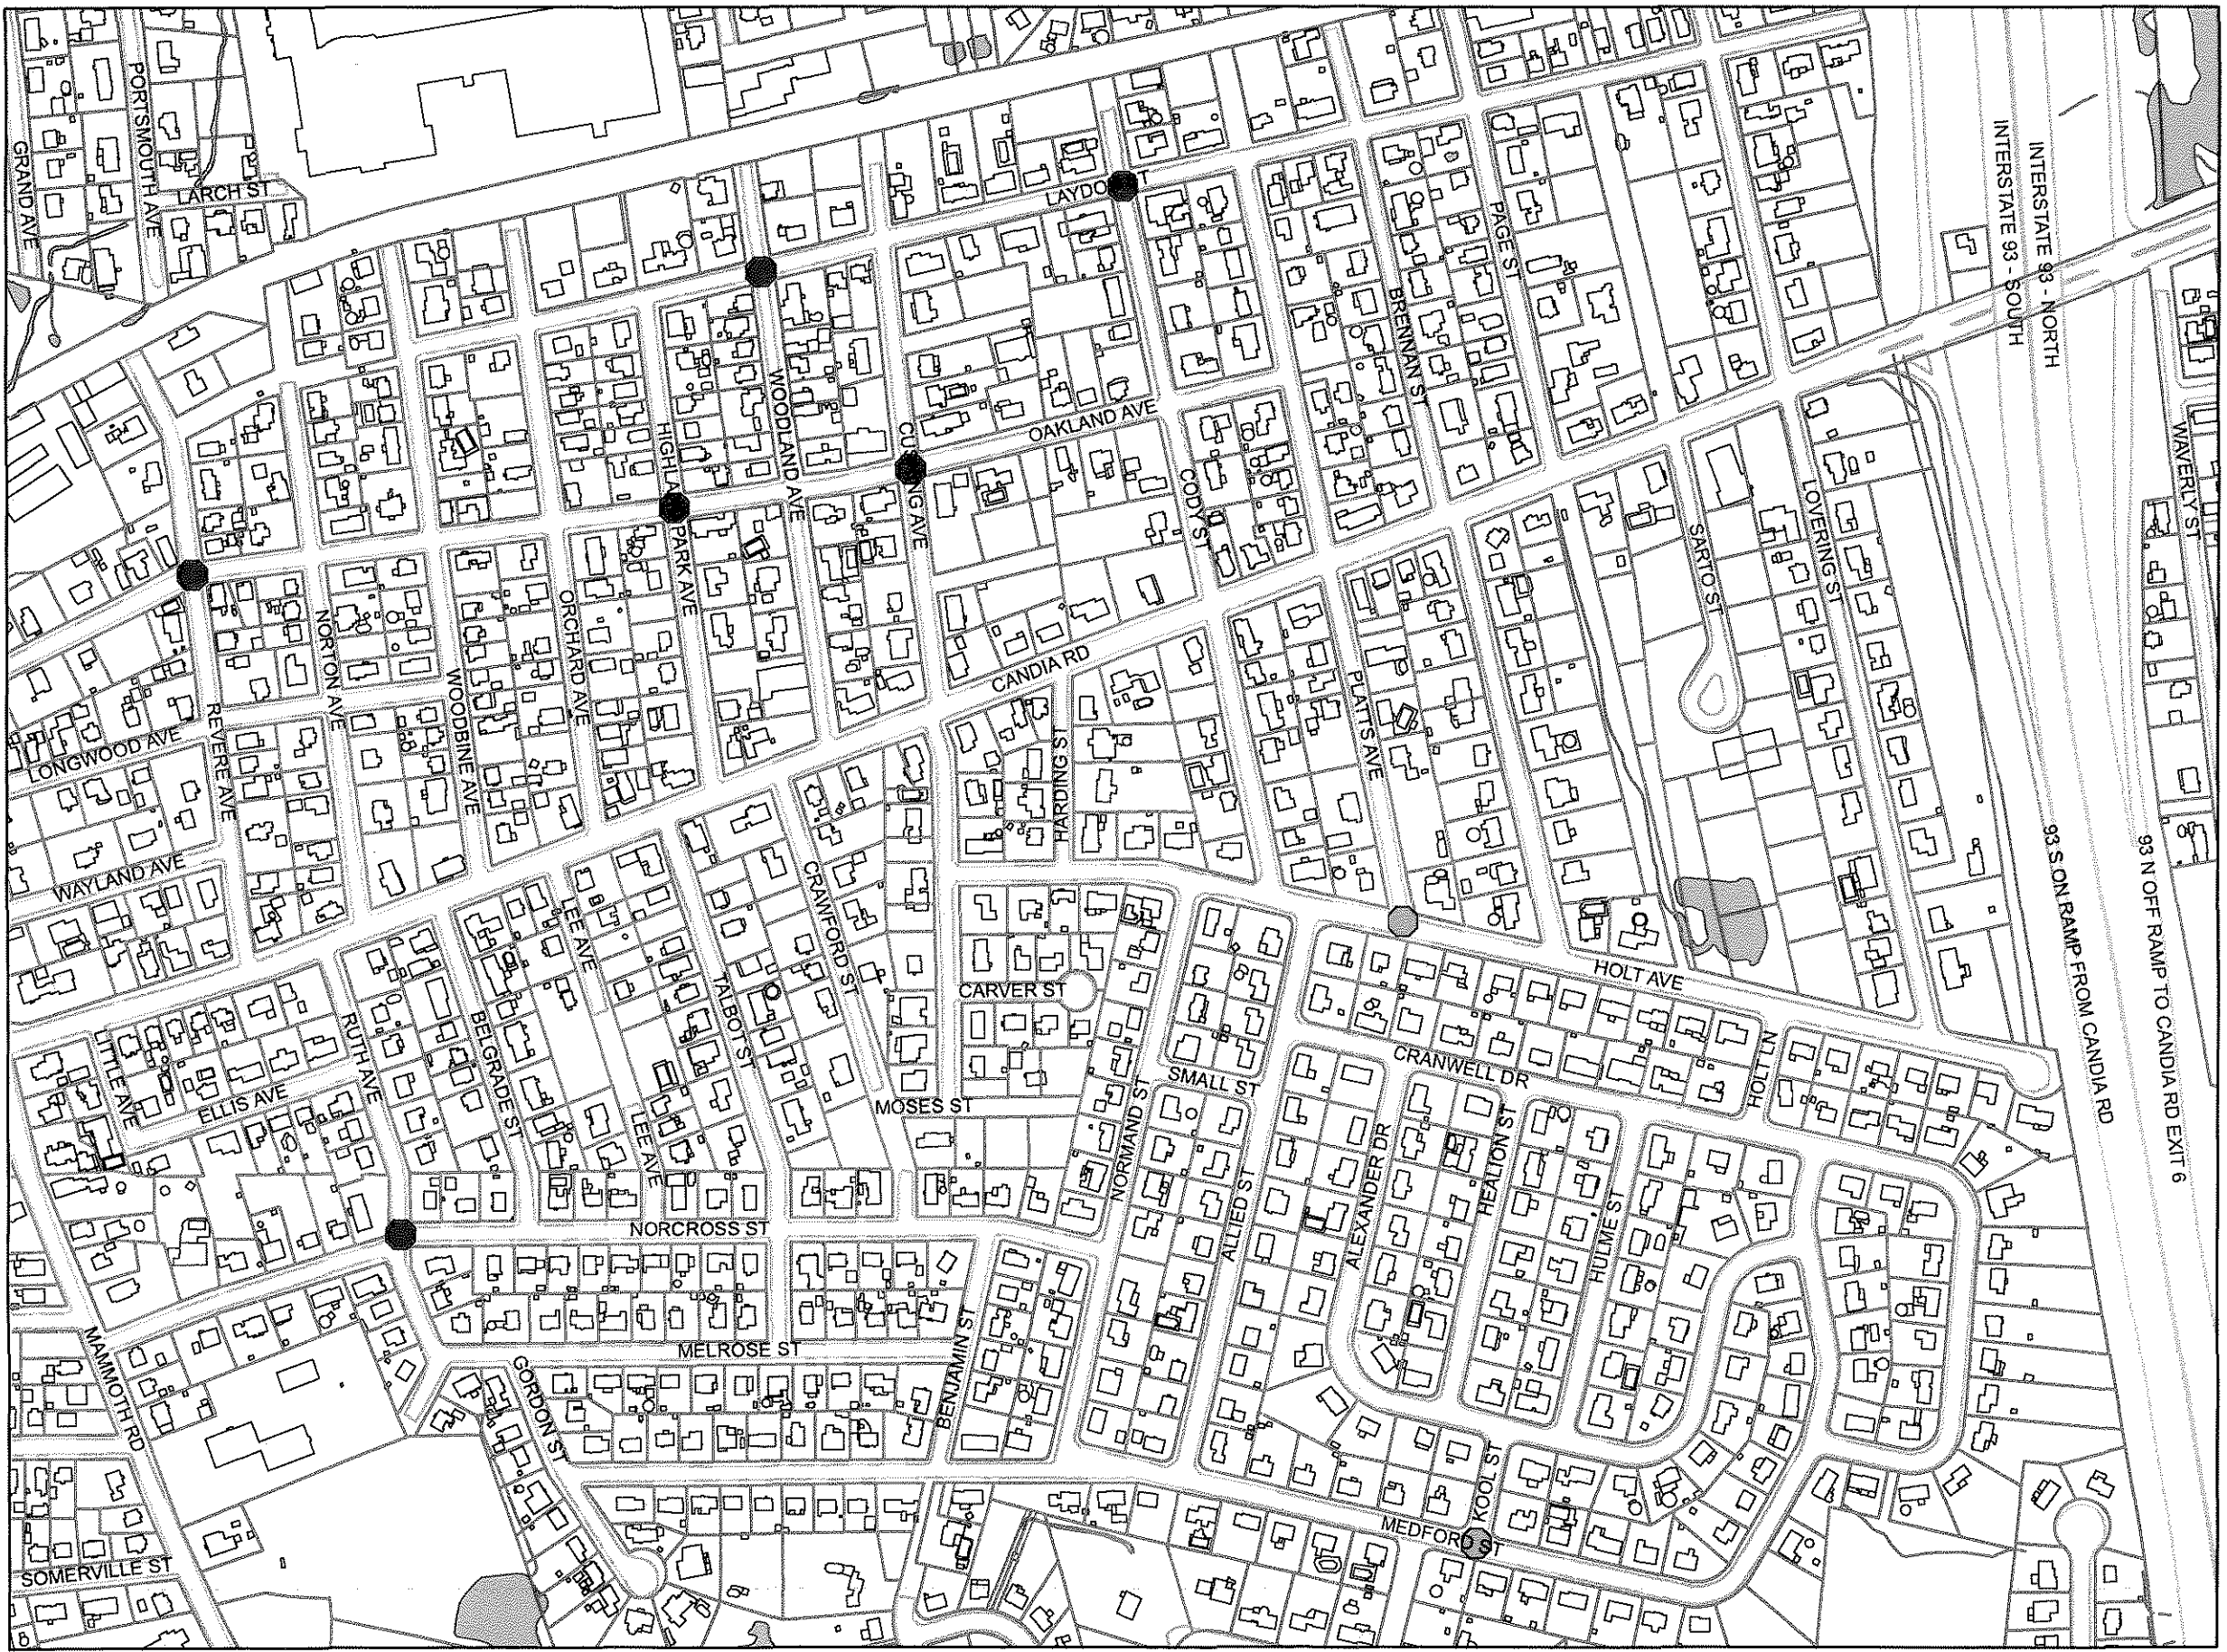 PORTSMOUTH AVE
GRAND AVE
LARCH ST
INTERSTATE 93 - NORTH
INTERSTATE 93 - SOUTH
PAGE ST
BRENNAN ST
WOODLAND AVE
OAKLAND AVE
WAVERLY ST
CODY ST
LOVERING ST
SARTO ST
PARK AVE
ORCHARD AVE
NORTON AVE
CANDIA RD
WOODBINE AVE
PLATTS AVE
REVERE AVE
LONGWOOD AVE
HARDING ST
WAYLAND AVE
CRAWFORD ST
93 S ON RAMP FROM CANDIA RD
93 N OFF RAMP TO CANDIA RD EXIT 6
LEE AVE
HOLT AVE
CARVER ST
TALBOT ST
RUTH AVE
BELGRADE ST
LITTLE AVE
ELLIS AVE
CRANWELL DR
HOLT LN
SMALL ST
MOSES ST
NORMAND ST
LEE AVE
ALEXANDER DR
HEALION ST
ALLIED ST
HULME ST
NORCROSS ST
MELROSE ST
BENJAMIN ST
MAMMOTH RD
GORDON ST
KOOL ST
MEDFORD ST
SOMERVILLE ST